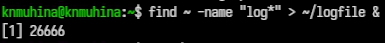 knmuhina@knmuhina:~$ find ~ -name "log*" > ~/logfile &
[1] 26666